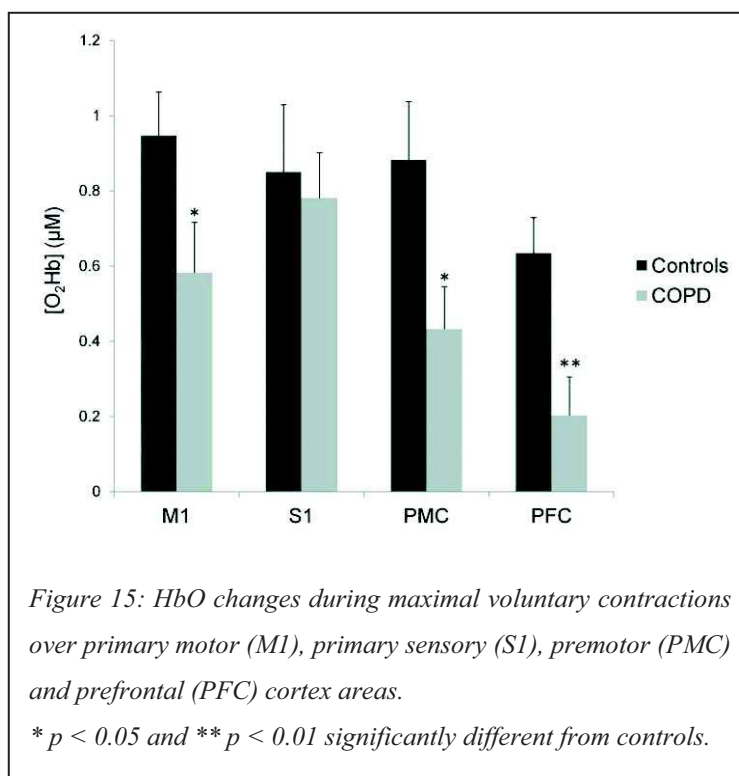 1.2
1
0.8
0.6
0.4
0.2
0
[O₂Hb] (µM)
*
*
**
M1 S1 PMC PFC
Controls
COPD
Figure 15: HbO changes during maximal voluntary contractions
over primary motor (M1), primary sensory (S1), premotor (PMC)
and prefrontal (PFC) cortex areas.
* p < 0.05 and ** p < 0.01 significantly different from controls.